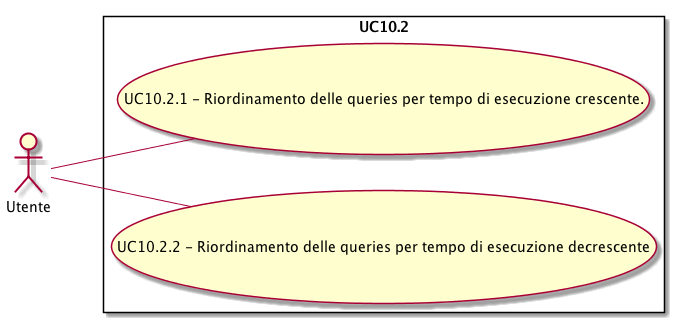 UC10.2
UC10.2.1 – Riordinamento delle queries per tempo di esecuzione crescente.
Utente
UC10.2.2 – Riordinamento delle queries per tempo di esecuzione decrescente